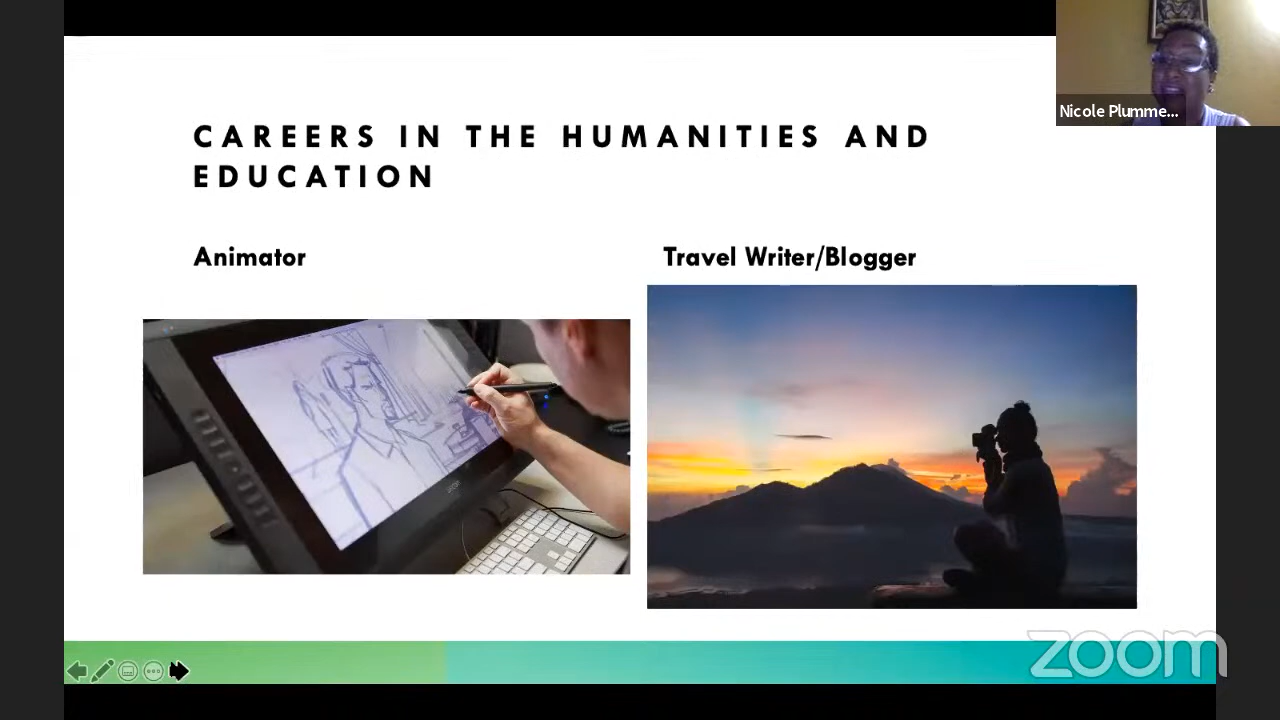 Nicole Plumme...
CAREERS IN THE HUMANITIES AND
EDUCATION
Animator
Travel Writer/Blogger
zoom